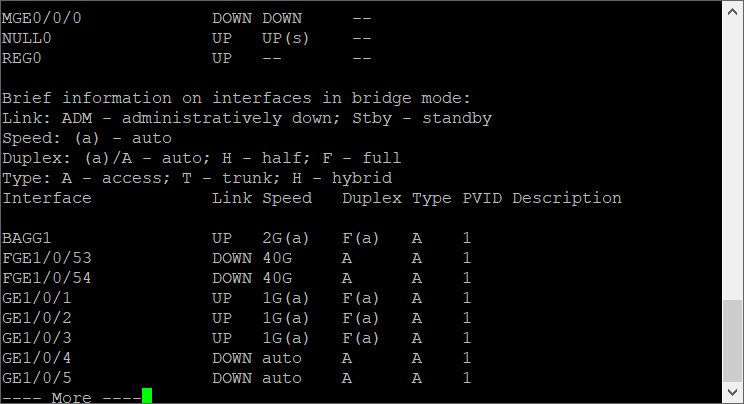 MGE0/0/0            DOWN DOWN     --
NULL0                UP   UP(s)    --
REG0                 UP   --       --
Brief information on interfaces in bridge mode:
Link: ADM - administratively down; Stby - standby
Speed: (a) - auto
Duplex: (a)/A - auto; H - half; F - full
Type: A - access; T - trunk; H - hybrid
Interface            Link Speed   Duplex Type PVID Description
BAGG1                UP   2G(a)   F(a)   A    1
FGE1/0/53            DOWN 40G     A      A    1
FGE1/0/54            DOWN 40G     A      A    1
GE1/0/1              UP   1G(a)   F(a)   A    1
GE1/0/2              UP   1G(a)   F(a)   A    1
GE1/0/3              UP   1G(a)   F(a)   A    1
GE1/0/4              DOWN auto    A      A    1
GE1/0/5              DOWN auto    A      A    1
---- More ----